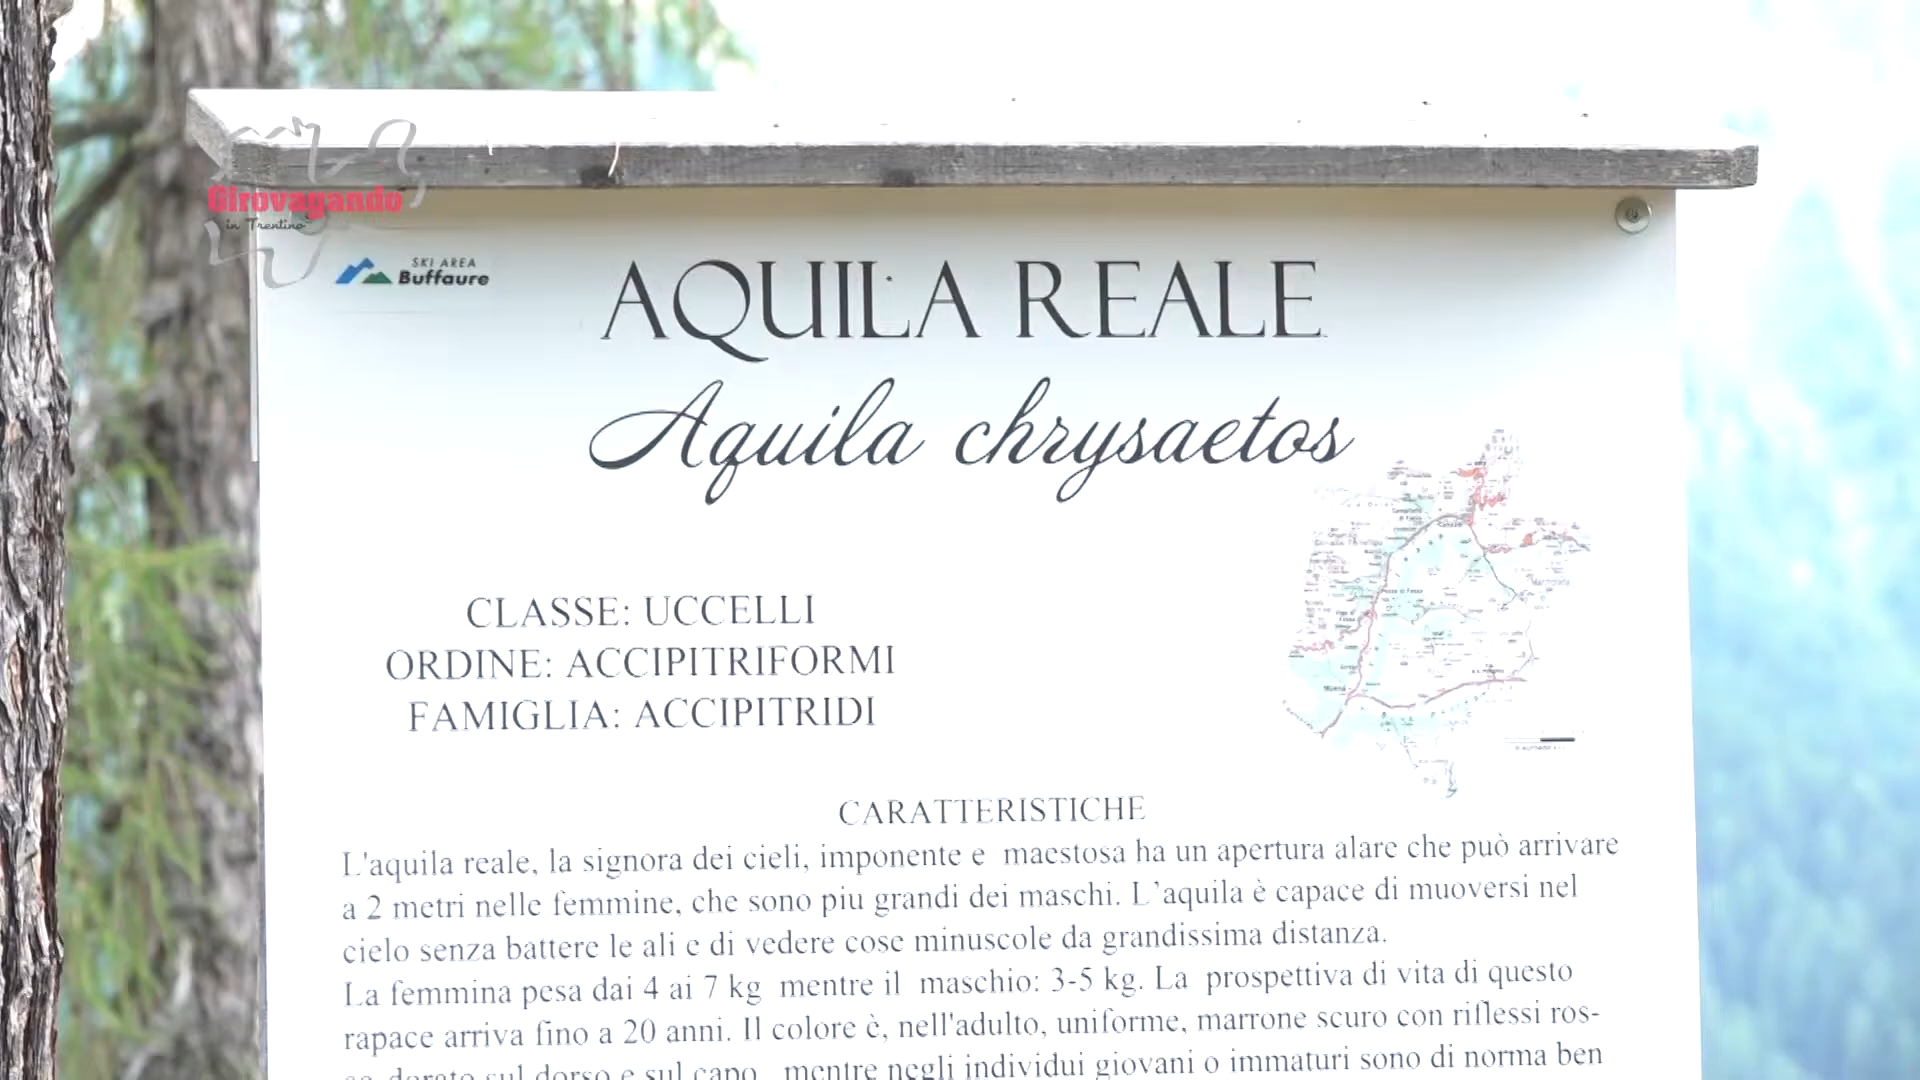 Girovagando
in Trentino
SKI AREA
Buffaure
AQUILA REALE
Aquila chrysaetos
CLASSE: UCCELLI
ORDINE: ACCIPITRIFORMI
FAMIGLIA: ACCIPITRIDI
CARATTERISTICHE
L'aquila reale, la signora dei cieli, imponente e maestosa ha un apertura alare che può arrivare
a 2 metri nelle femmine, che sono piu grandi dei maschi. L'aquila è capace di muoversi nel
cielo senza battere le ali e di vedere cose minuscole da grandissima distanza.
La femmina pesa dai 4 ai 7 kg mentre il maschio: 3-5 kg. La prospettiva di vita di questo
rapace arriva fino a 20 anni. Il colore è, nell'adulto, uniforme, marrone scuro con riflessi ros-
so-dorato sul dorso e sul capo, mentre negli individui giovani o immaturi sono di norma ben